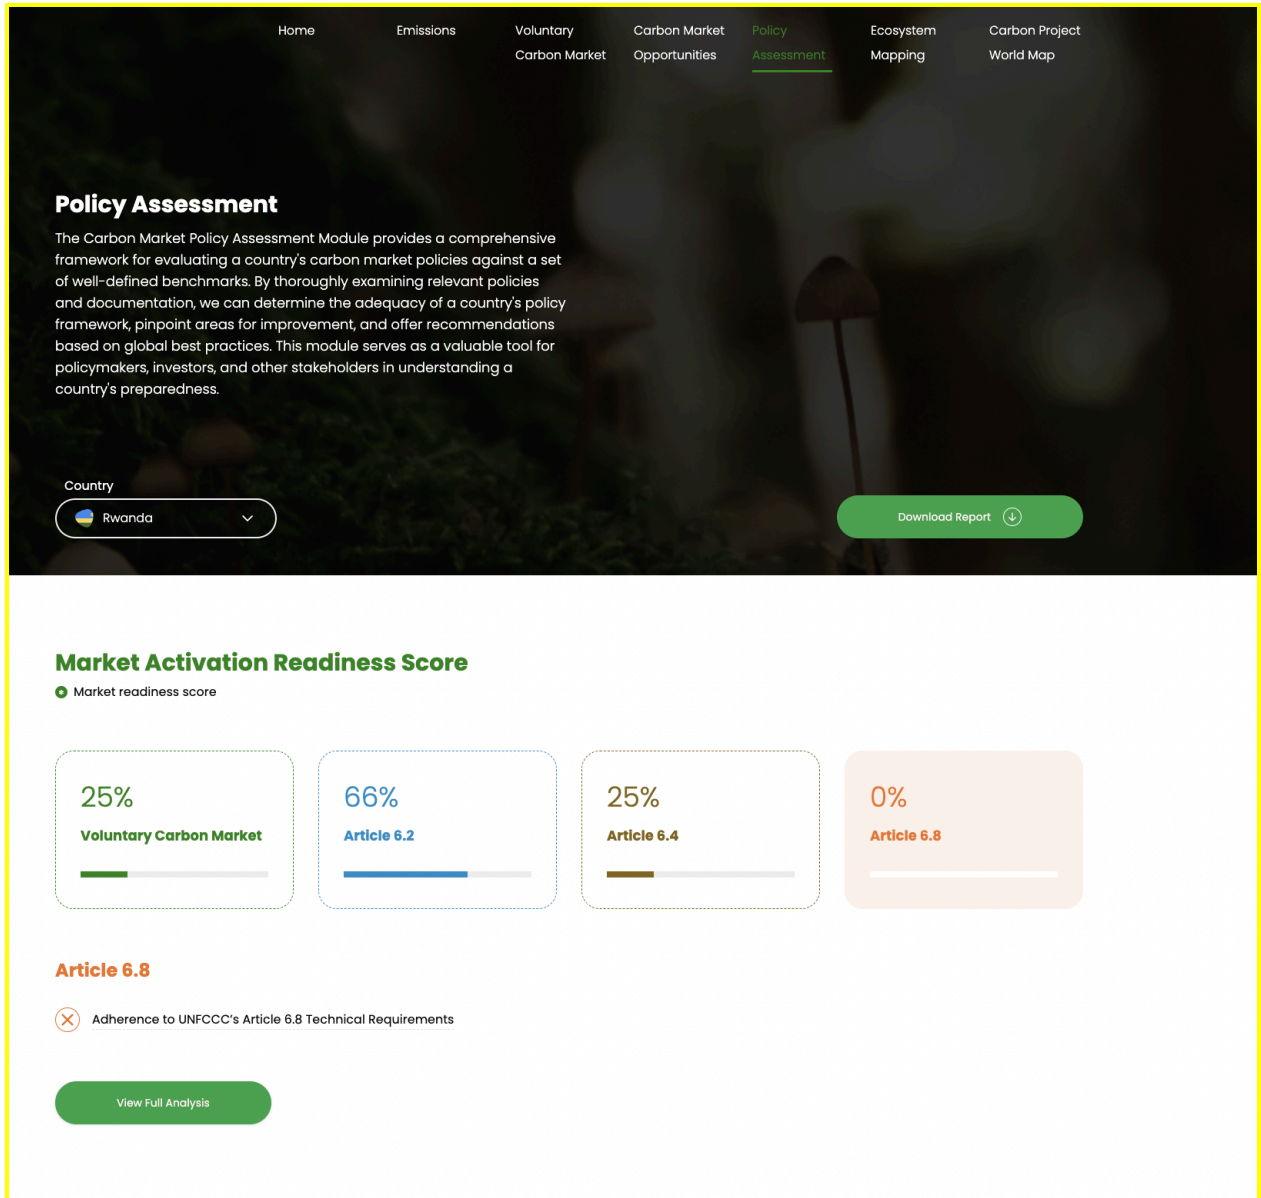 Home
Emissions
Voluntary
Carbon Market
Carbon Market
Opportunities
Policy
Assessment
Ecosystem
Mapping
Carbon Project
World Map
Policy Assessment
The Carbon Market Policy Assessment Module provides a comprehensive
framework for evaluating a country's carbon market policies against a set
of well-defined benchmarks. By thoroughly examining relevant policies
and documentation, we can determine the adequacy of a country's policy
framework, pinpoint areas for improvement, and offer recommendations
based on global best practices. This module serves as a valuable tool for
policymakers, investors, and other stakeholders in understanding a
country's preparedness.
Country
Rwanda
Download Report
Market Activation Readiness Score
Market readiness score
25%
Voluntary Carbon Market
66%
Article 6.2
25%
Article 6.4
0%
Article 6.8
Article 6.8
Adherence to UNFCCC’s Article 6.8 Technical Requirements
View Full Analysis